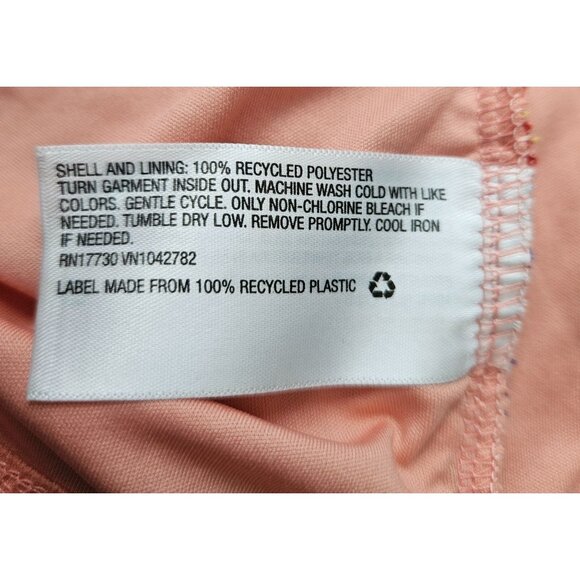 SHELL AND LINING: 100% RECYCLED POLYESTER
TURN GARMENT INSIDE OUT. MACHINE WASH COLD WITH LIKE
COLORS. GENTLE CYCLE. ONLY NON-CHLORINE BLEACH IF
NEEDED. TUMBLE DRY LOW. REMOVE PROMPTLY. COOL IRON
IF NEEDED.
RN17730 VN1042782
LABEL MADE FROM 100% RECYCLED PLASTIC